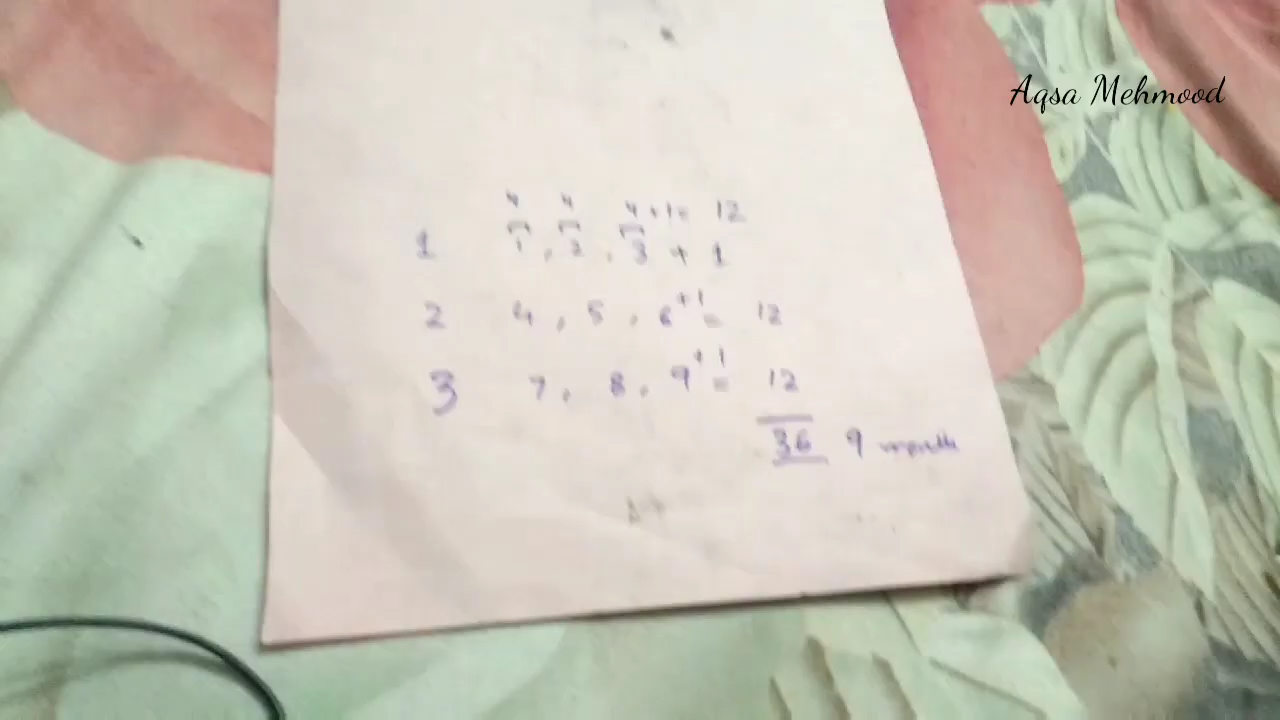 Aqsa Mehmood
4 4 4 +1= 12
1 1 , 2 , 3 + 1
2 4 , 5 , 6 +1 = 12
3 7 , 8 , 9 +1 = 12
36 9 month